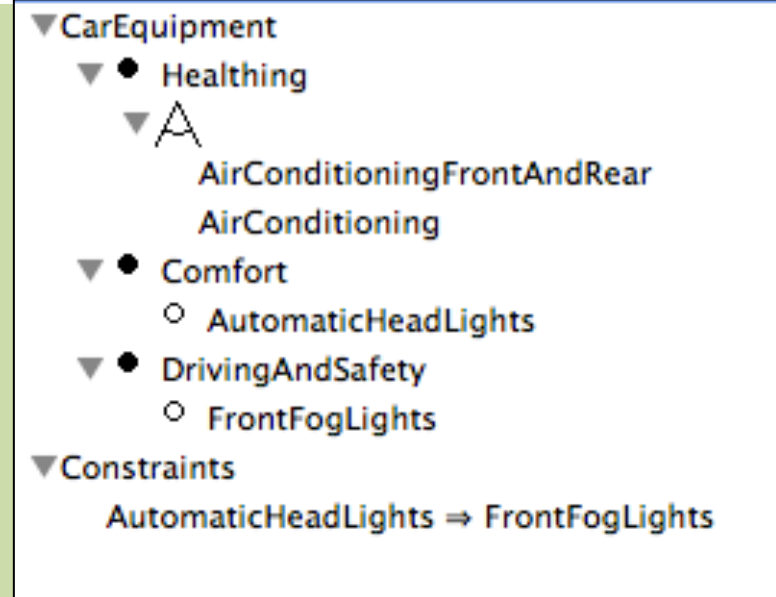 CarEquipment
Healthing
AirConditioningFrontAndRear
AirConditioning
Comfort
AutomaticHeadLights
DrivingAndSafety
FrontFogLights
Constraints
AutomaticHeadLights ⇒ FrontFogLights